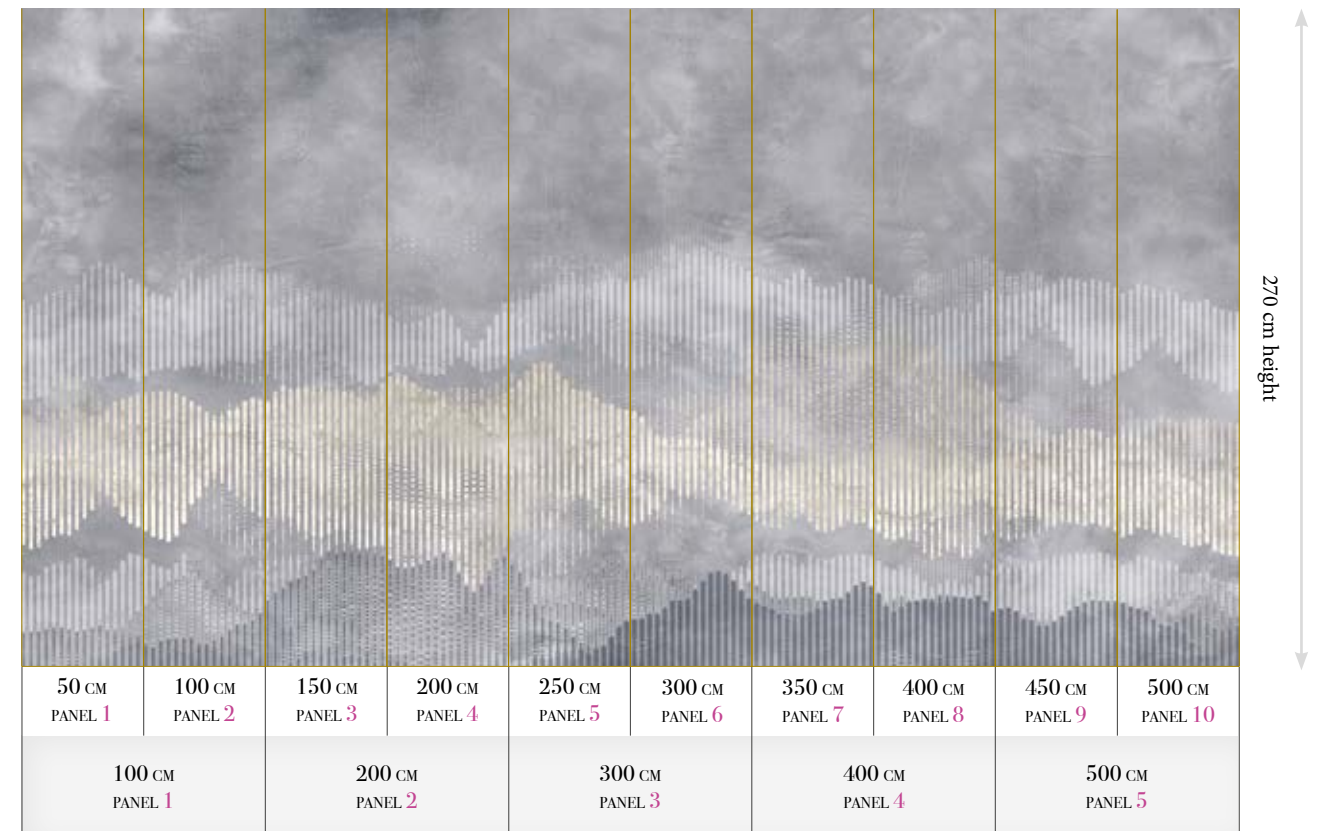 270 cm height
50 CM
PANEL 1
100 CM
PANEL 2
150 CM
PANEL 3
200 CM
PANEL 4
250 CM
PANEL 5
300 CM
PANEL 6
350 CM
PANEL 7
400 CM
PANEL 8
450 CM
PANEL 9
500 CM
PANEL 10
100 CM
PANEL 1
200 CM
PANEL 2
300 CM
PANEL 3
400 CM
PANEL 4
500 CM
PANEL 5